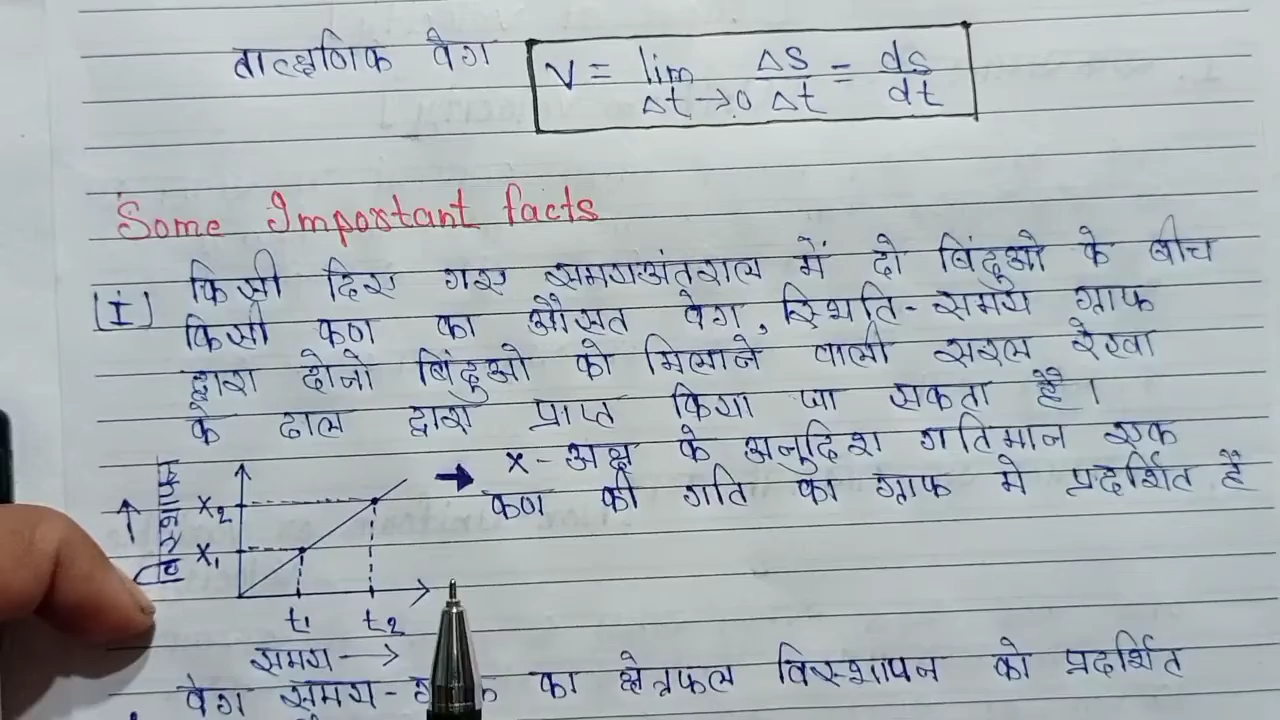 तात्क्षणिक वेग V = lim Δt→0 Δs/Δt = ds/dt
Some Important facts
(I) किसी दिए गए समयअंतराल में दो बिंदुओ के बीच
किसी कण का औसत वेग, स्थिति-समय ग्राफ
द्वारा दोनो बिंदुओ को मिलाने वाली सरल रेखा
के ढाल द्वारा प्राप्त किया जा सकता है।
→ x-अक्ष के अनुदिश गतिमान एक
कण की गति का ग्राफ मे प्रदर्शित है
x2
x1
t1 t2
समय →
वेग समय- का क्षेत्रफल विस्थापन को प्रदर्शित